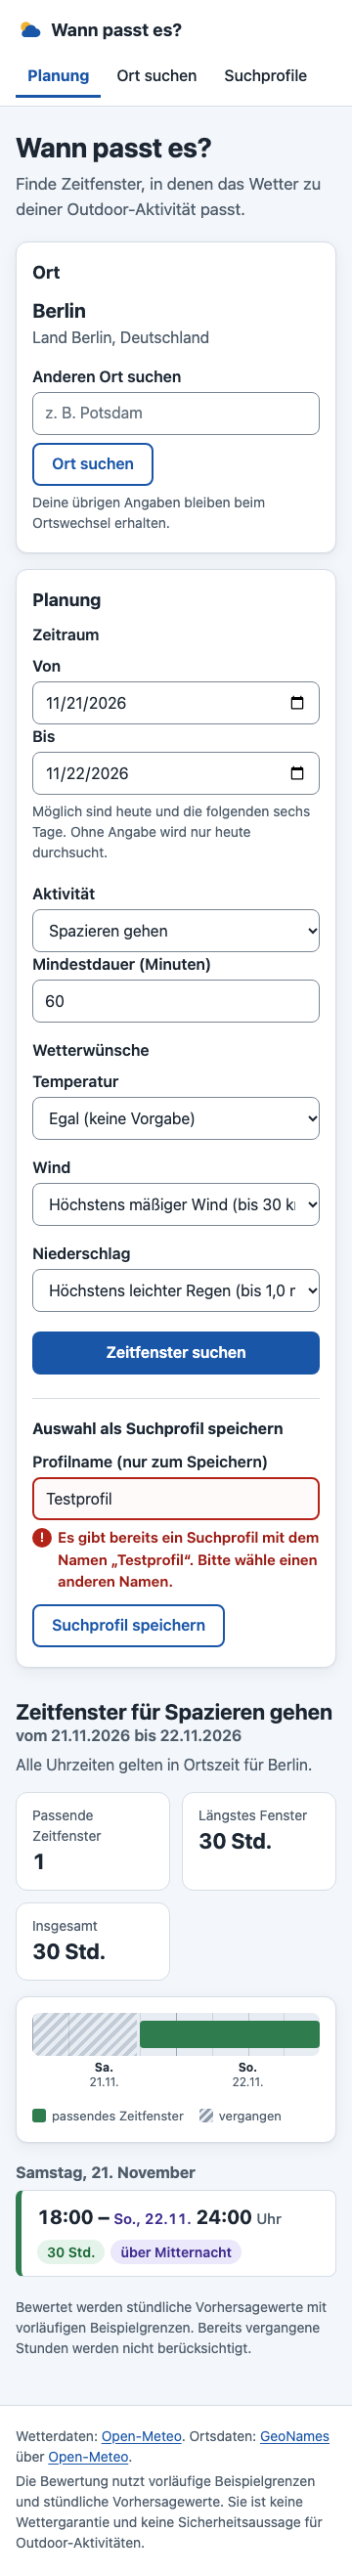 Wann passt es?
Planung
Ort suchen
Suchprofile
Wann passt es?
Finde Zeitfenster, in denen das Wetter zu
deiner Outdoor-Aktivität passt.
Ort
Berlin
Land Berlin, Deutschland
Anderen Ort suchen
z. B. Potsdam
Ort suchen
Deine übrigen Angaben bleiben beim
Ortswechsel erhalten.
Planung
Zeitraum
Von
11/21/2026
Bis
11/22/2026
Möglich sind heute und die folgenden sechs
Tage. Ohne Angabe wird nur heute
durchsucht.
Aktivität
Spazieren gehen
Mindestdauer (Minuten)
60
Wetterwünsche
Temperatur
Egal (keine Vorgabe)
Wind
Höchstens mäßiger Wind (bis 30
Niederschlag
Höchstens leichter Regen (bis 1,0
Zeitfenster suchen
Auswahl als Suchprofil speichern
Profilname (nur zum Speichern)
Testprofil
! Es gibt bereits ein Suchprofil mit dem
Namen „Testprofil“. Bitte wähle einen
anderen Namen.
Suchprofil speichern
Zeitfenster für Spazieren gehen
vom 21.11.2026 bis 22.11.2026
Alle Uhrzeiten gelten in Ortszeit für Berlin.
Passende
Zeitfenster
1
Längstes Fenster
30 Std.
Insgesamt
30 Std.
Sa.
21.11.
So.
22.11.
passendes Zeitfenster
vergangen
Samstag, 21. November
18:00 – So., 22.11. 24:00 Uhr
30 Std.
über Mitternacht
Bewertet werden stündliche Vorhersagewerte mit
vorläufigen Beispielgrenzen. Bereits vergangene
Stunden werden nicht berücksichtigt.
Wetterdaten: Open-Meteo. Ortsdaten: GeoNames
über Open-Meteo.
Die Bewertung nutzt vorläufige Beispielgrenzen
und stündliche Vorhersagewerte. Sie ist keine
Wettergarantie und keine Sicherheitsaussage für
Outdoor-Aktivitäten.